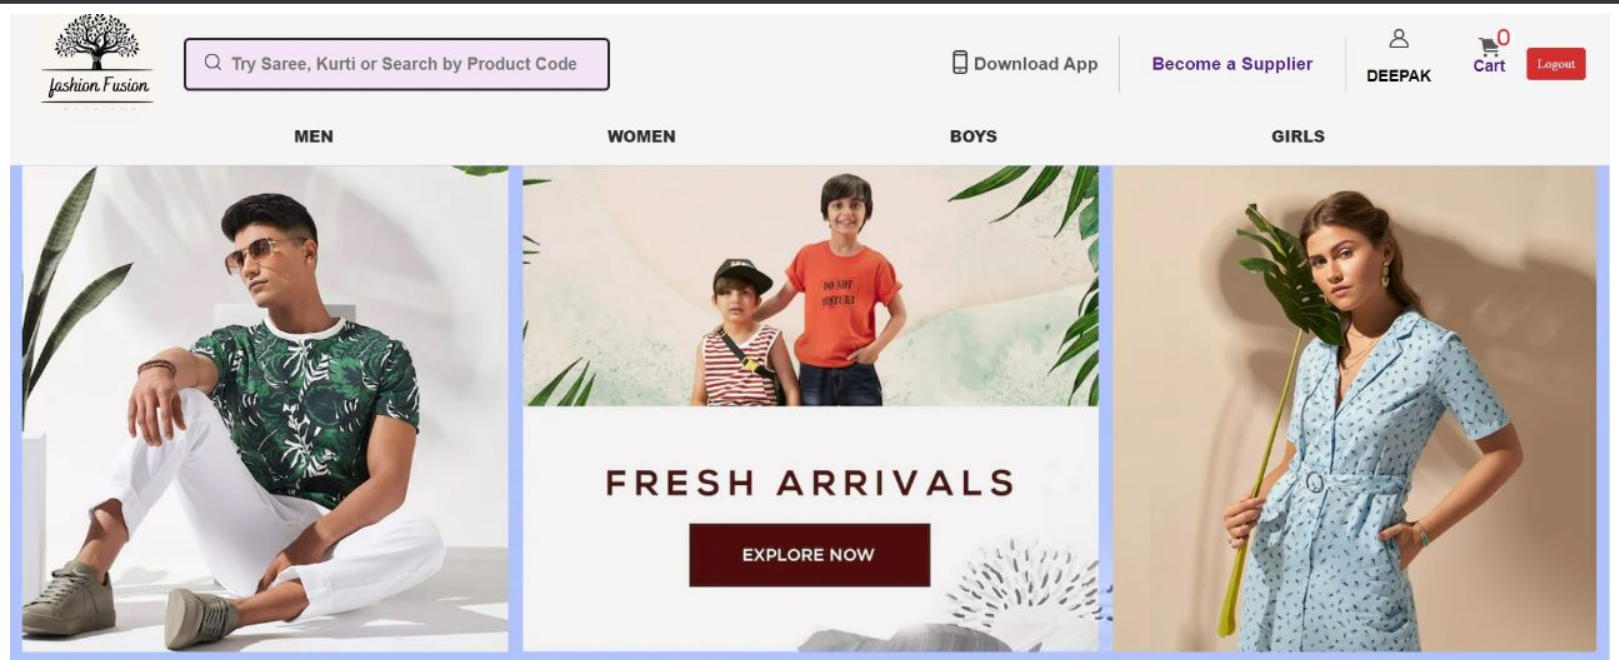 fashion Fusion
Try Saree, Kurti or Search by Product Code
Download App
Become a Supplier
DEEPAK
0
Cart
Logout
MEN
WOMEN
BOYS
GIRLS
DO NOT
DISTURB
FRESH ARRIVALS
EXPLORE NOW